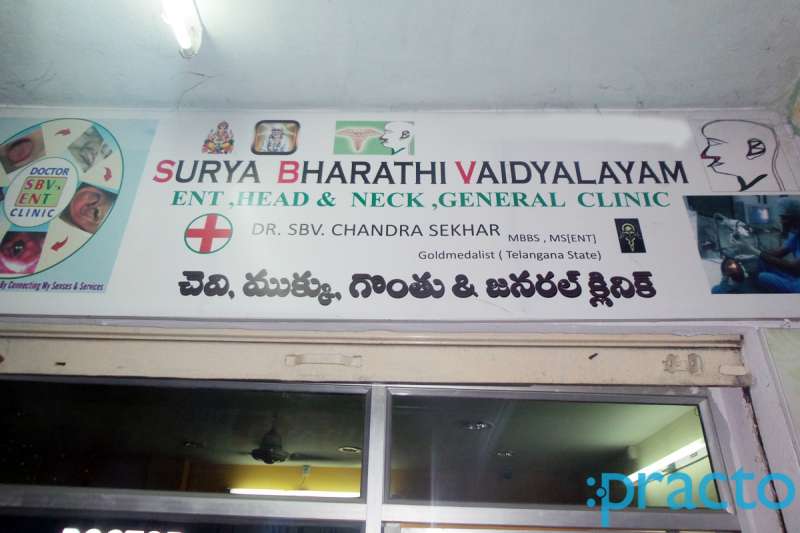 SURYA BHARATHI VAIDYALAYAM
ENT ,HEAD & NECK ,GENERAL CLINIC
DR. SBV. CHANDRA SEKHAR MBBS , MS[ENT]
Goldmedalist ( Telangana State)
చెవి, ముక్కు, గొంతు & జనరల్ క్లినిక్
DOCTOR
SBV.
ENT
CLINIC
By Connecting My Senses & Services
DOCTOR
:practo